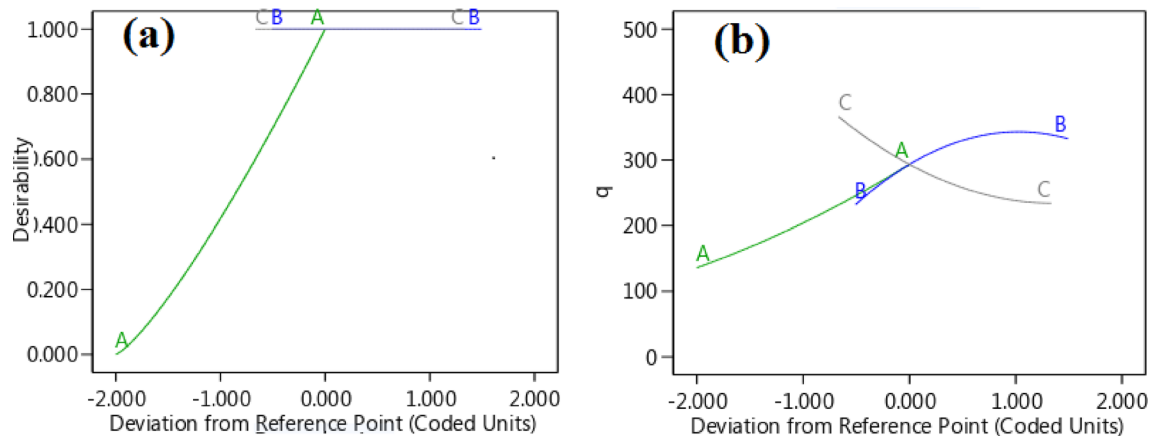 (a)
C B A C B
1.000
0.800
0.600
0.400
0.200
0.000
Desirability
A
-2.000 -1.000 0.000 1.000 2.000
Deviation from Reference Point (Coded Units)
(b)
500
400
300
200
100
0
q
C
B
A
B
C
A
-2.000 -1.000 0.000 1.000 2.000
Deviation from Reference Point (Coded Units)